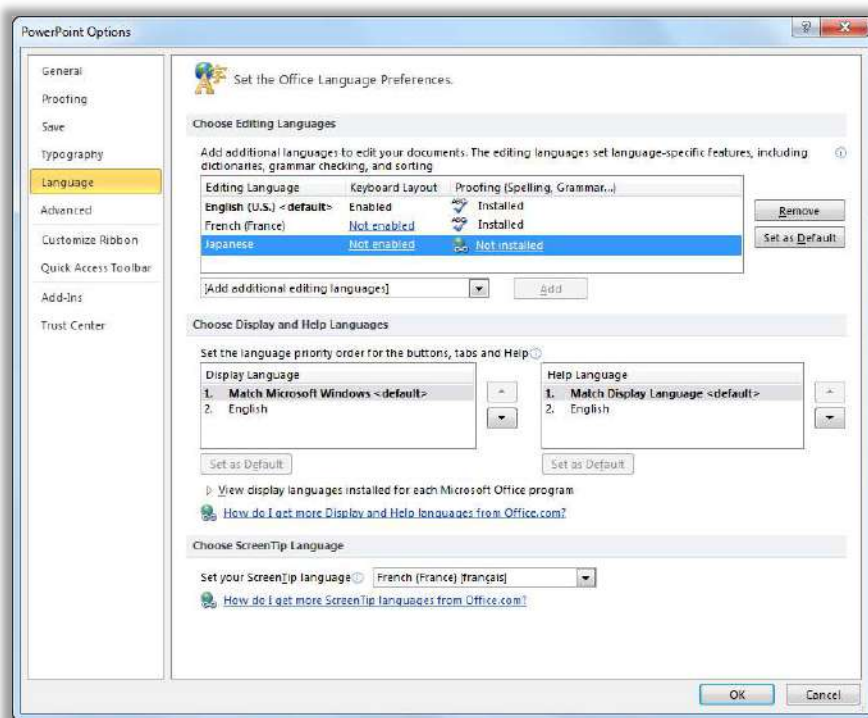 PowerPoint Options
General
Proofing
Save
Typography
Language
Advanced
Customize Ribbon
Quick Access Toolbar
Add-Ins
Trust Center
Set the Office Language Preferences.
Choose Editing Languages
Add additional languages to edit your documents. The editing languages set language-specific features, including
dictionaries, grammar checking, and sorting
Editing Language Keyboard Layout Proofing (Spelling, Grammar...)
English (U.S.) <default> Enabled Installed
French (France) Not enabled Installed
Japanese Not enabled Not installed
Remove
Set as Default
[Add additional editing languages] Add
Choose Display and Help Languages
Set the language priority order for the buttons, tabs and Help
Display Language
1. Match Microsoft Windows <default>
2. English
Set as Default
Help Language
1. Match Display Language <default>
2. English
Set as Default
View display languages installed for each Microsoft Office program
How do I get more Display and Help languages from Office.com?
Choose ScreenTip Language
Set your ScreenTip language French (France) [français]
How do I get more ScreenTip languages from Office.com?
OK Cancel